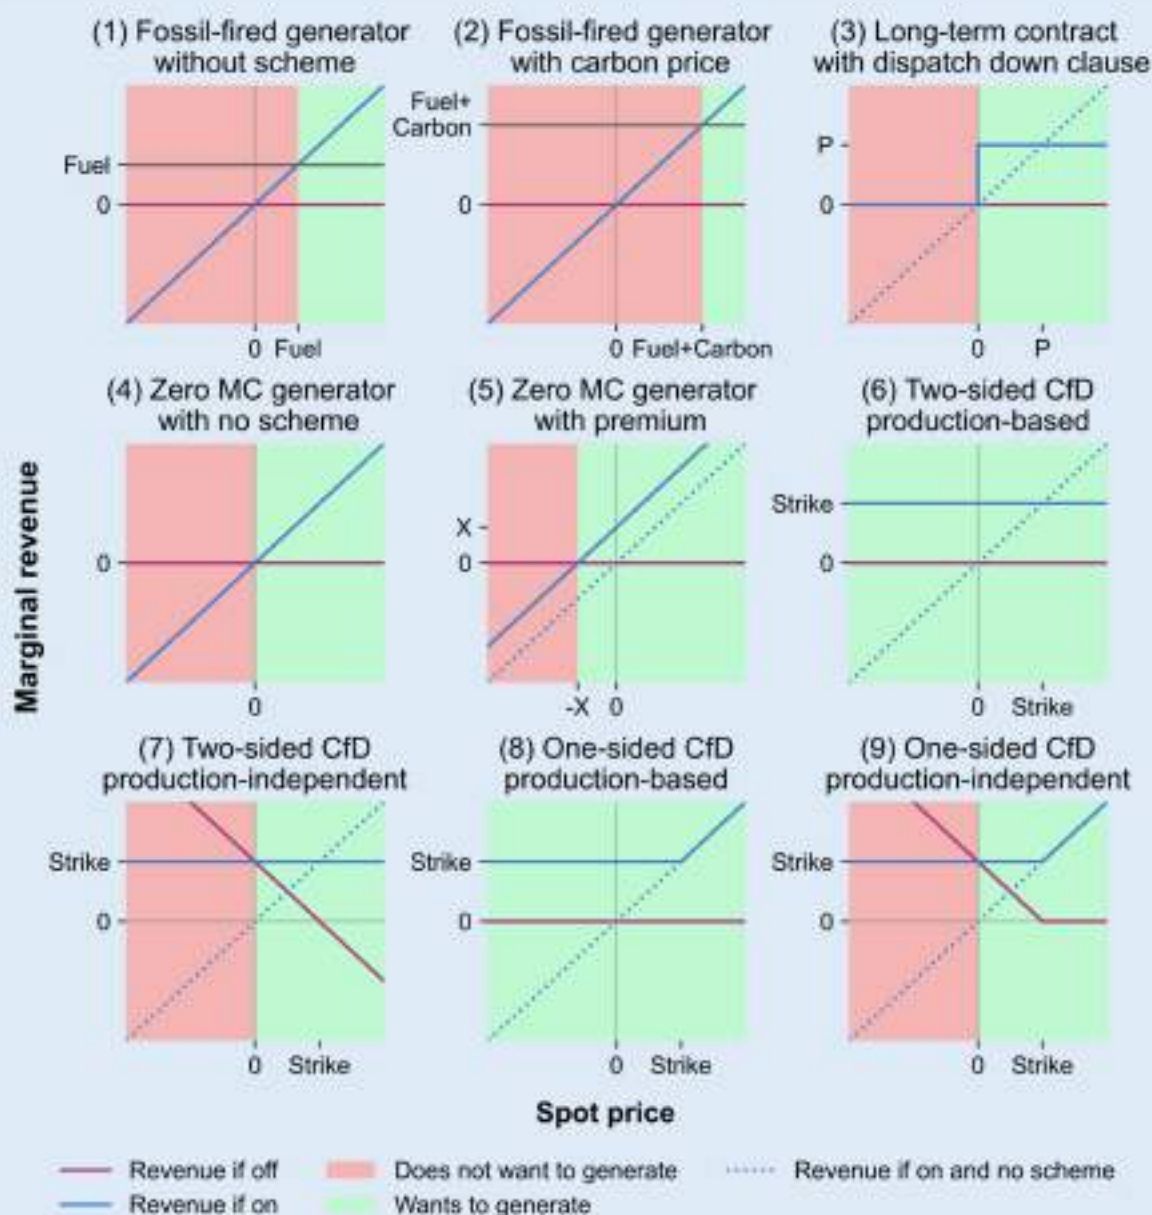 (1) Fossil-fired generator
without scheme
Fuel
0
0 Fuel
(2) Fossil-fired generator
with carbon price
Fuel+
Carbon
0
0 Fuel+Carbon
(3) Long-term contract
with dispatch down clause
P
0
0 P
Marginal revenue
(4) Zero MC generator
with no scheme
0
0
(5) Zero MC generator
with premium
X
0
-X 0
(6) Two-sided CfD
production-based
Strike
0
0 Strike
(7) Two-sided CfD
production-independent
Strike
0
0 Strike
(8) One-sided CfD
production-based
Strike
0
0 Strike
(9) One-sided CfD
production-independent
Strike
0
0 Strike
Spot price
Revenue if off
Revenue if on
Does not want to generate
Wants to generate
Revenue if on and no scheme